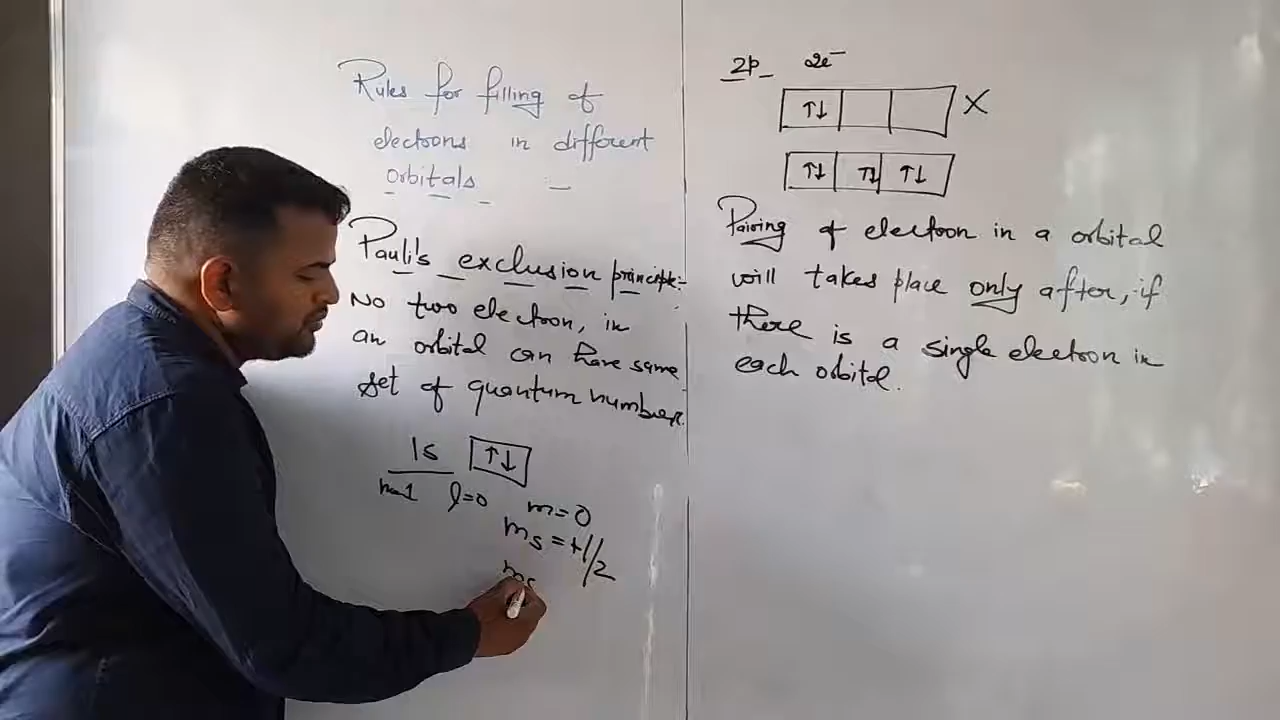 Rules for filling of
electrons in different
orbitals :-
Pauli's exclusion principle:-
No two electron, in
an orbital can have same
set of quantum number.
1s ↑↓
n=1 l=0 m=0
ms = +1/2
ms
2p 2e⁻
↑↓ X
↑↓ ↑↓ ↑↓
Pairing of electron in a orbital
will takes place only after, if
there is a single electron in
each orbital.